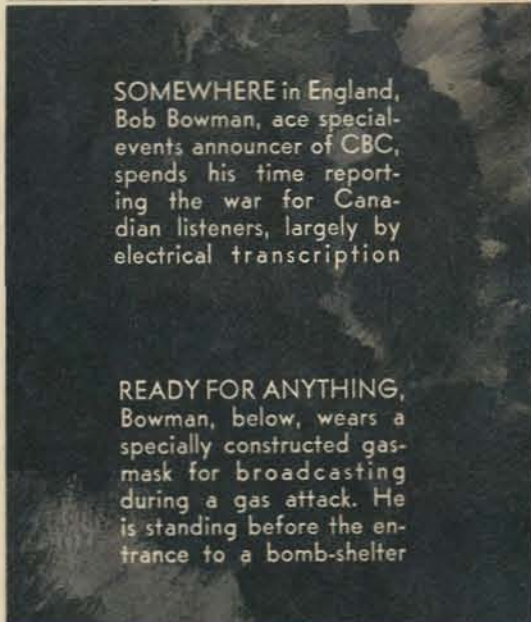 SOMEWHERE in England,
Bob Bowman, ace special-
events announcer of CBC,
spends his time report-
ing the war for Cana-
dian listeners, largely by
electrical transcription
READY FOR ANYTHING,
Bowman, below, wears a
specially constructed gas-
mask for broadcasting
during a gas attack. He
is standing before the en-
trance to a bomb-shelter